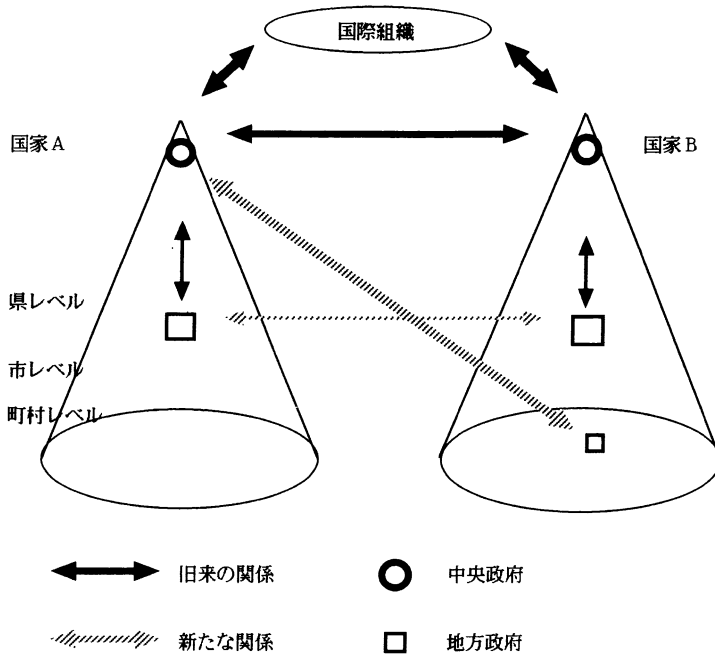 国際組織
国家A
国家B
県レベル
市レベル
町村レベル
旧来の関係
中央政府
新たな関係
地方政府